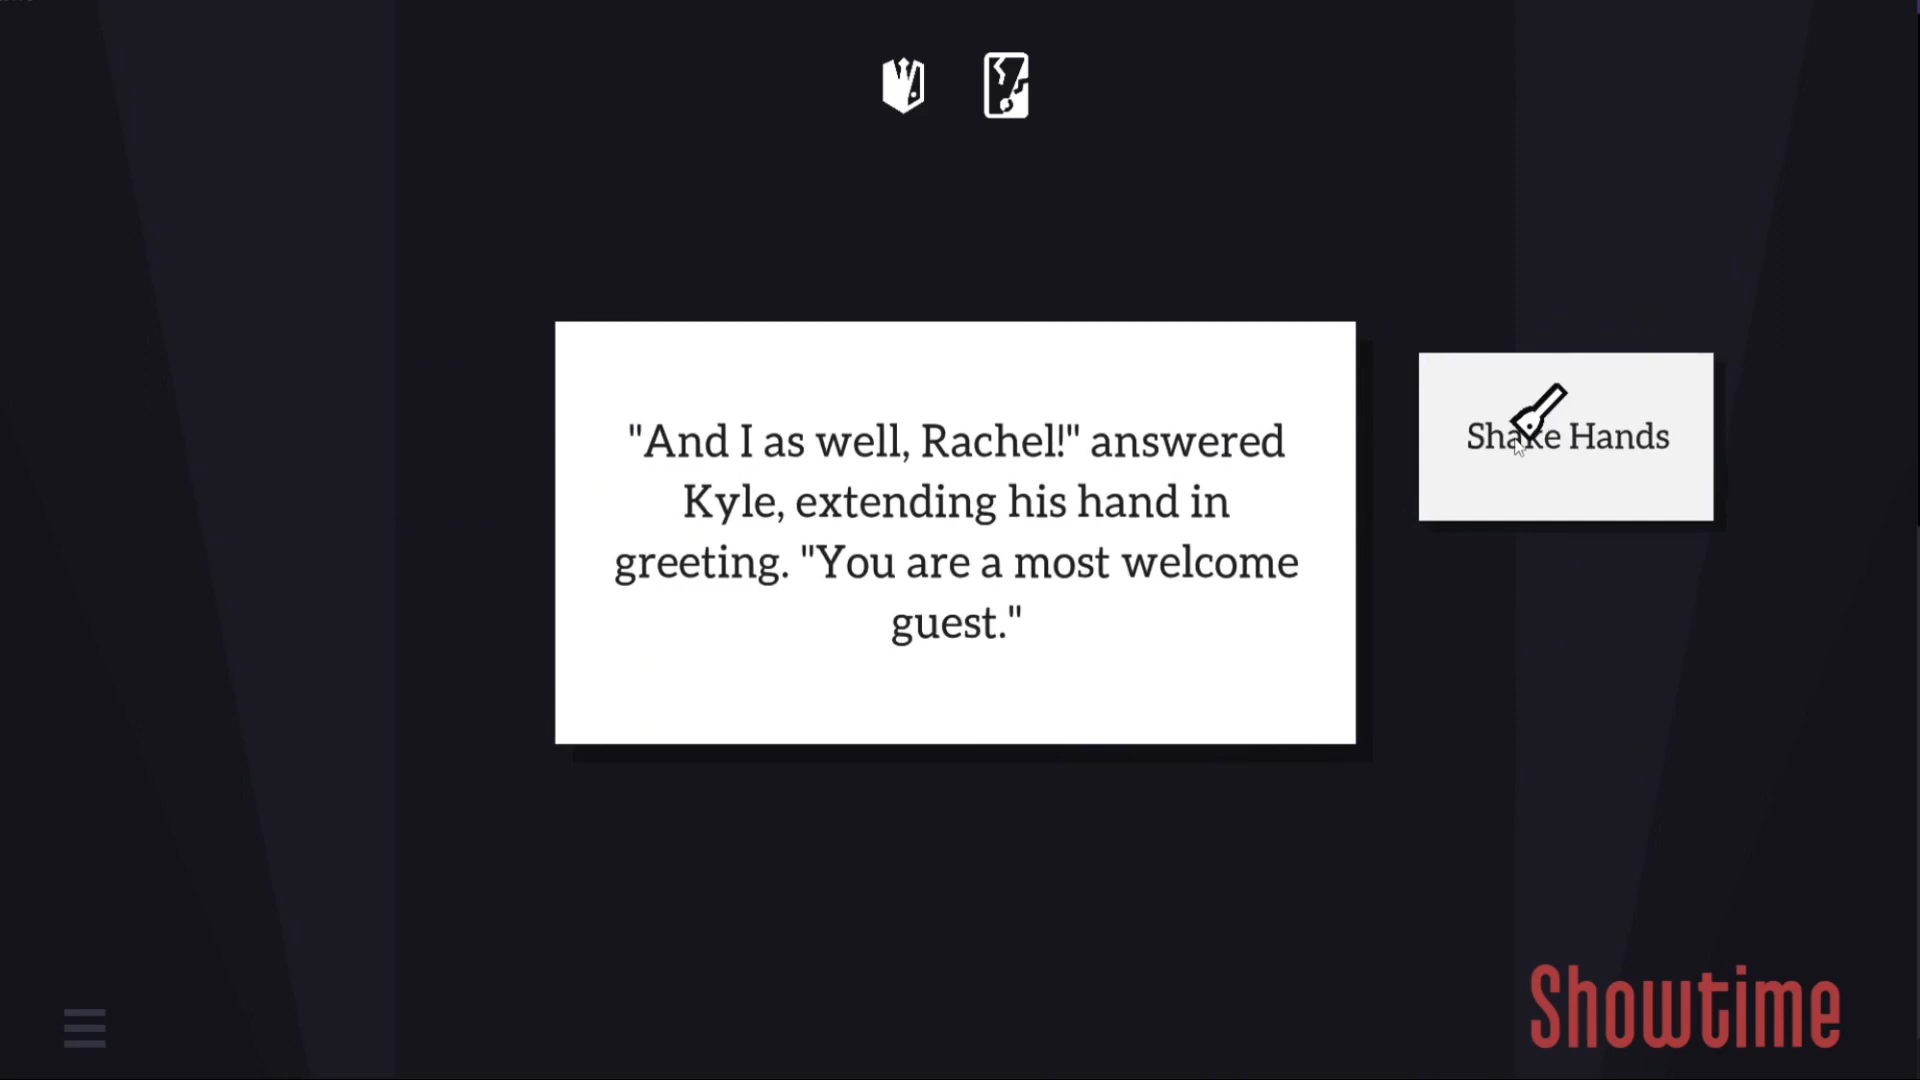 "And I as well, Rachel!" answered
Kyle, extending his hand in
greeting. "You are a most welcome
guest."
Shake Hands
Showtime